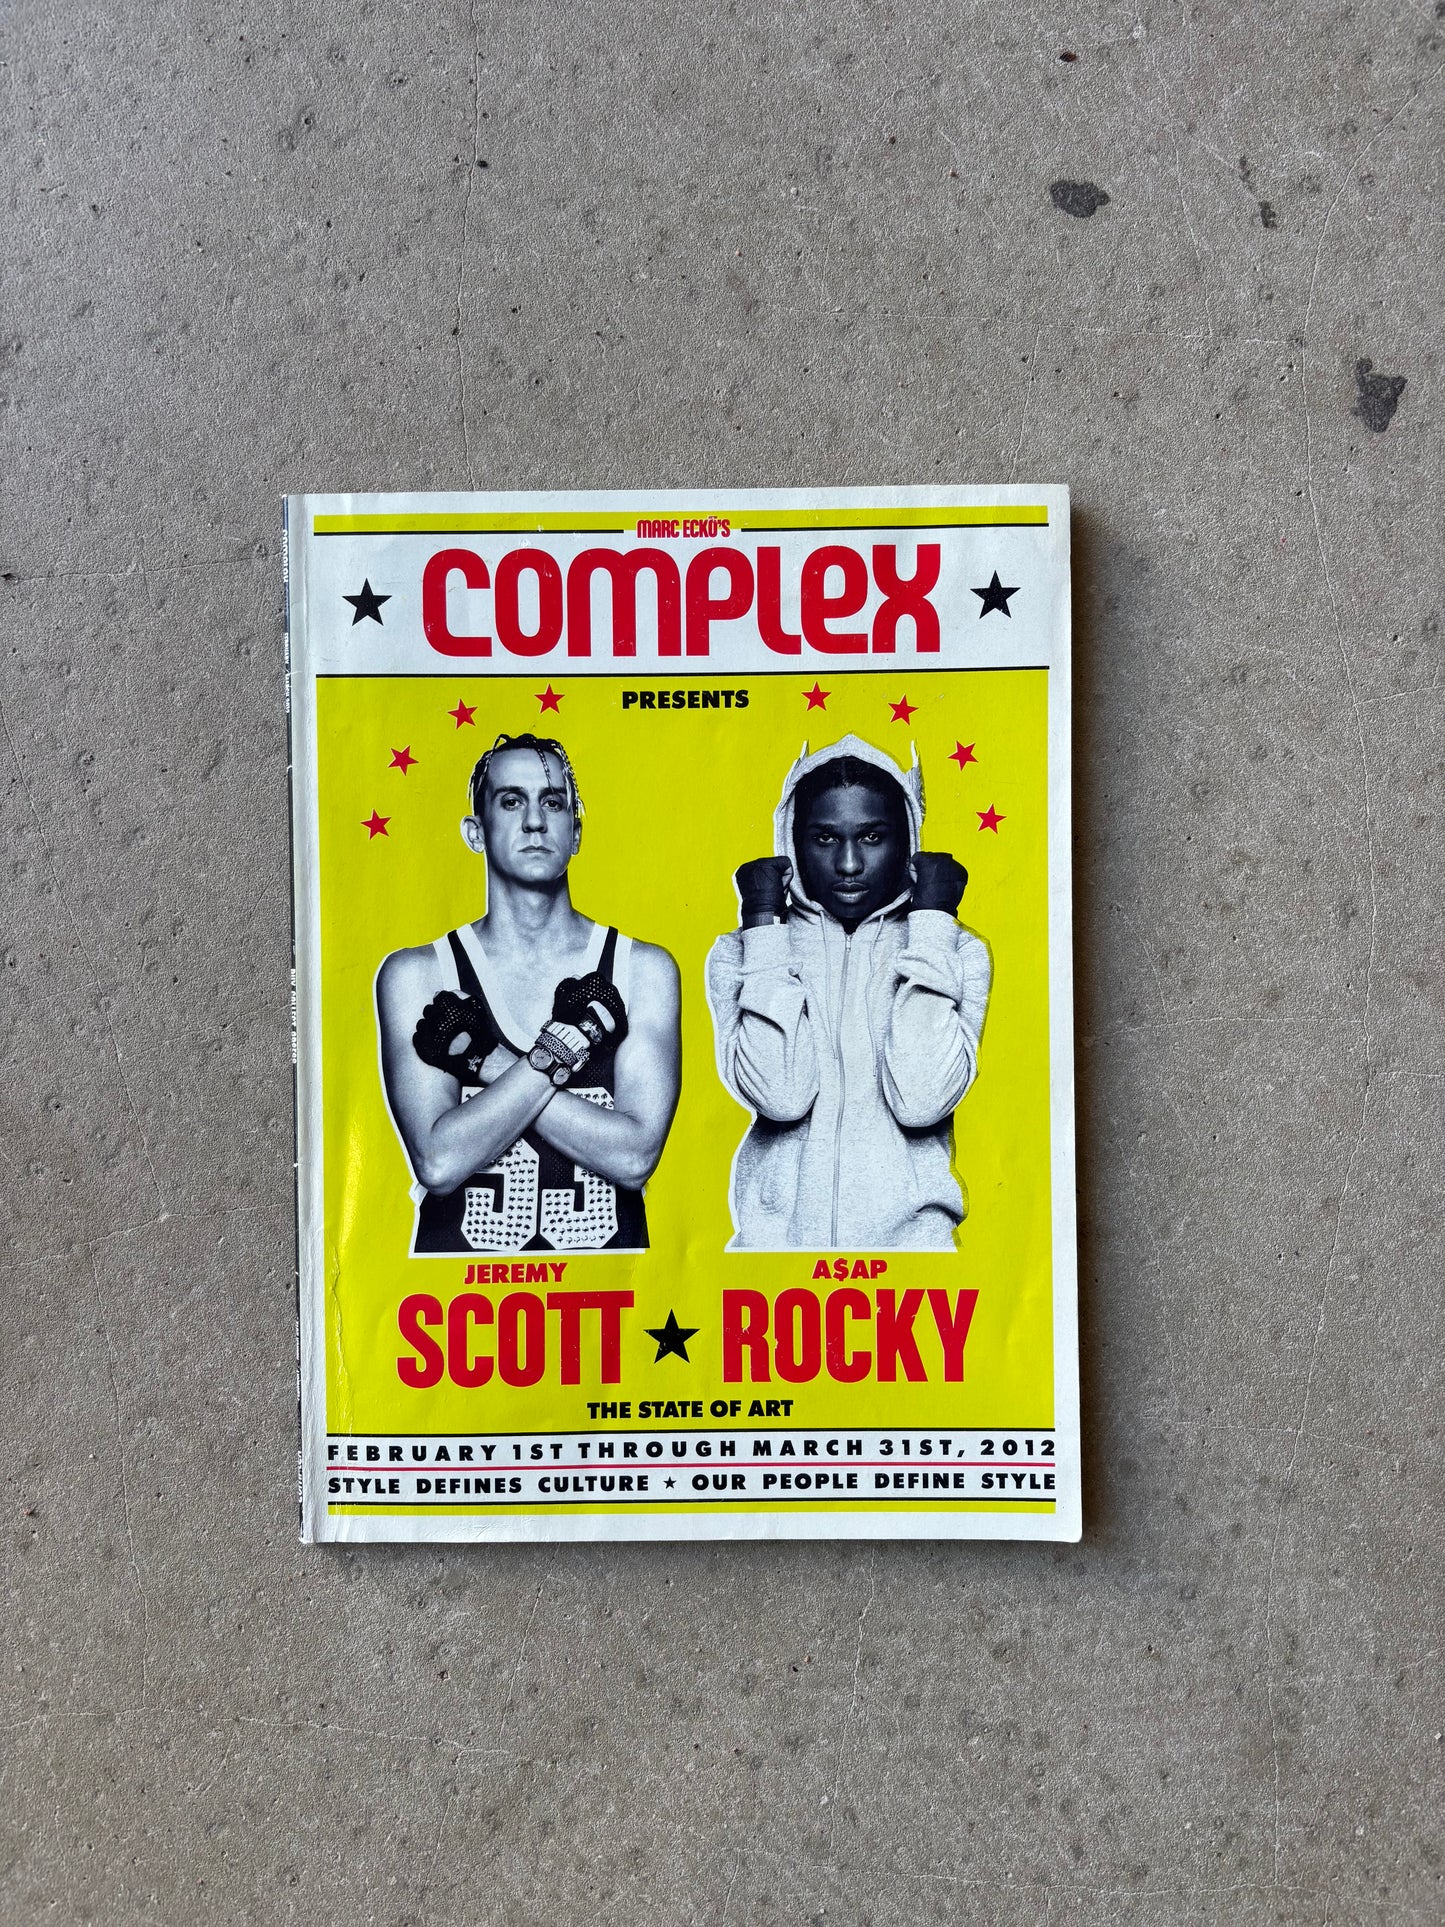 MARC ECKŌ'S
COMPLEX
PRESENTS
JEREMY
SCOTT
A$AP
ROCKY
THE STATE OF ART
FEBRUARY 1ST THROUGH MARCH 31ST, 2012
STYLE DEFINES CULTURE ★ OUR PEOPLE DEFINE STYLE